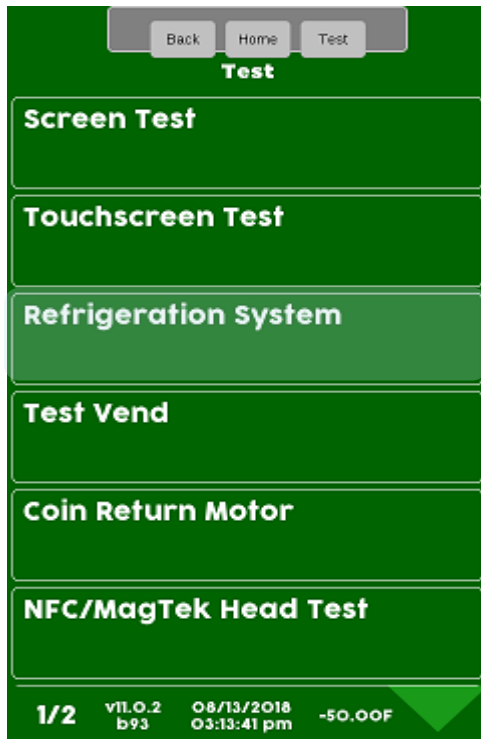 Back Home Test
Test
Screen Test
Touchscreen Test
Refrigeration System
Test Vend
Coin Return Motor
NFC/MagTek Head Test
1/2 v11.0.2 08/13/2018 -50.00F
b93 03:13:41 pm